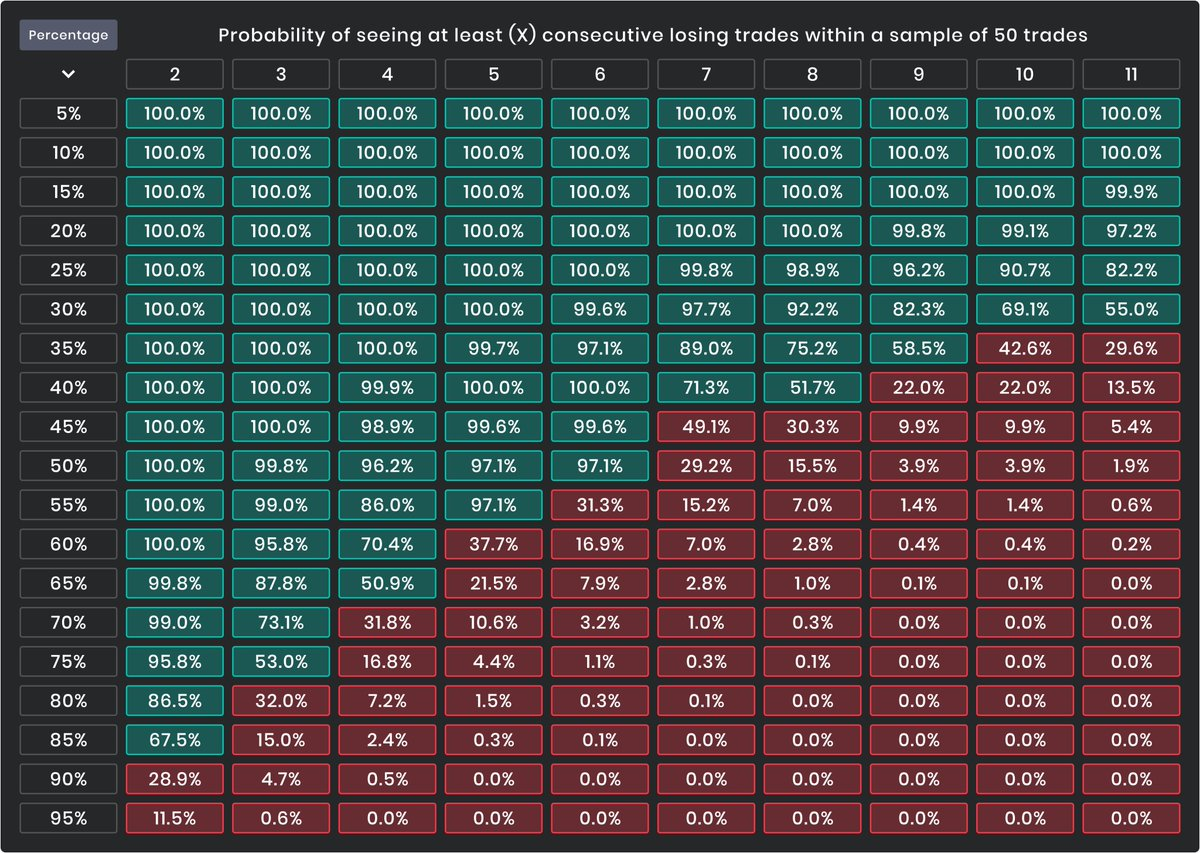 Percentage Probability of seeing at least (X) consecutive losing trades within a sample of 50 trades
2 3 4 5 6 7 8 9 10 11
5% 100.0% 100.0% 100.0% 100.0% 100.0% 100.0% 100.0% 100.0% 100.0% 100.0%
10% 100.0% 100.0% 100.0% 100.0% 100.0% 100.0% 100.0% 100.0% 100.0% 100.0%
15% 100.0% 100.0% 100.0% 100.0% 100.0% 100.0% 100.0% 100.0% 100.0% 99.9%
20% 100.0% 100.0% 100.0% 100.0% 100.0% 100.0% 100.0% 99.8% 99.1% 97.2%
25% 100.0% 100.0% 100.0% 100.0% 100.0% 99.8% 98.9% 96.2% 90.7% 82.2%
30% 100.0% 100.0% 100.0% 100.0% 99.6% 97.7% 92.2% 82.3% 69.1% 55.0%
35% 100.0% 100.0% 100.0% 99.7% 97.1% 89.0% 75.2% 58.5% 42.6% 29.6%
40% 100.0% 100.0% 99.9% 100.0% 100.0% 71.3% 51.7% 22.0% 22.0% 13.5%
45% 100.0% 100.0% 98.9% 99.6% 99.6% 49.1% 30.3% 9.9% 9.9% 5.4%
50% 100.0% 99.8% 96.2% 97.1% 97.1% 29.2% 15.5% 3.9% 3.9% 1.9%
55% 100.0% 99.0% 86.0% 97.1% 31.3% 15.2% 7.0% 1.4% 1.4% 0.6%
60% 100.0% 95.8% 70.4% 37.7% 16.9% 7.0% 2.8% 0.4% 0.4% 0.2%
65% 99.8% 87.8% 50.9% 21.5% 7.9% 2.8% 1.0% 0.1% 0.1% 0.0%
70% 99.0% 73.1% 31.8% 10.6% 3.2% 1.0% 0.3% 0.0% 0.0% 0.0%
75% 95.8% 53.0% 16.8% 4.4% 1.1% 0.3% 0.1% 0.0% 0.0% 0.0%
80% 86.5% 32.0% 7.2% 1.5% 0.3% 0.1% 0.0% 0.0% 0.0% 0.0%
85% 67.5% 15.0% 2.4% 0.3% 0.1% 0.0% 0.0% 0.0% 0.0% 0.0%
90% 28.9% 4.7% 0.5% 0.0% 0.0% 0.0% 0.0% 0.0% 0.0% 0.0%
95% 11.5% 0.6% 0.0% 0.0% 0.0% 0.0% 0.0% 0.0% 0.0% 0.0%